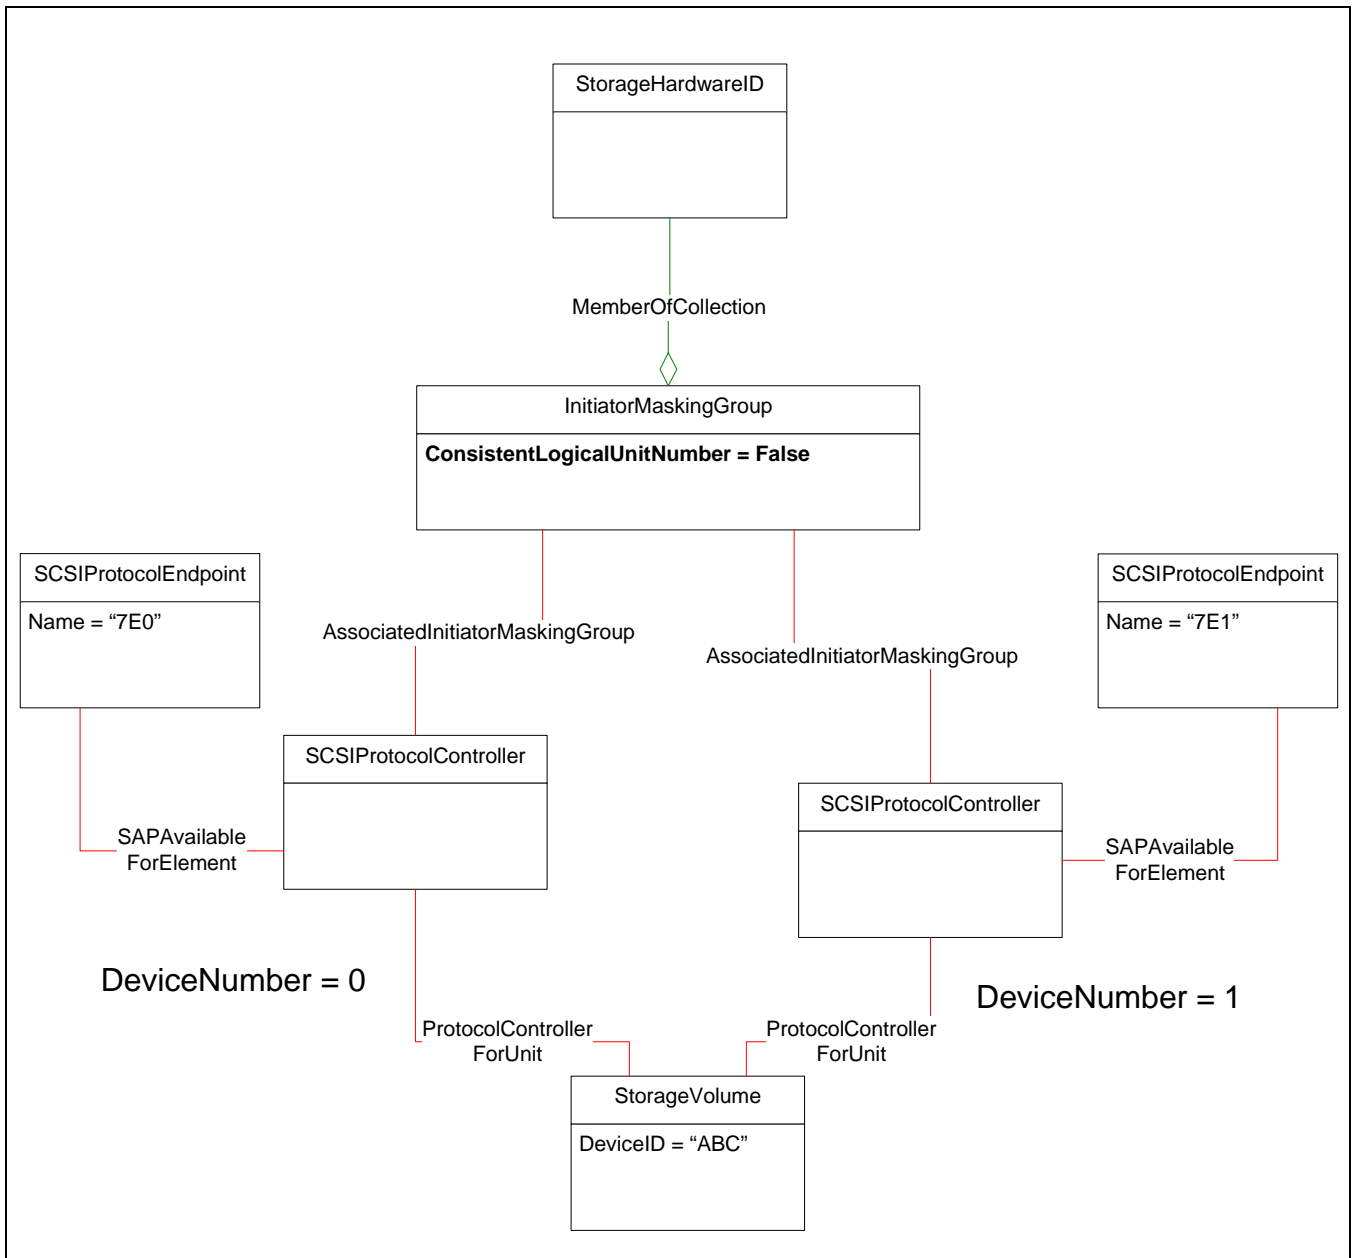 StorageHardwareID
MemberOfCollection
InitiatorMaskingGroup
ConsistentLogicalUnitNumber = False
SCSIProtocolEndpoint
Name = “7E0”
SCSIProtocolEndpoint
Name = “7E1”
AssociatedInitiatorMaskingGroup
AssociatedInitiatorMaskingGroup
SCSIProtocolController
SCSIProtocolController
SAPAvailable
ForElement
SAPAvailable
ForElement
DeviceNumber = 0
DeviceNumber = 1
ProtocolController
ForUnit
ProtocolController
ForUnit
StorageVolume
DeviceID = “ABC”